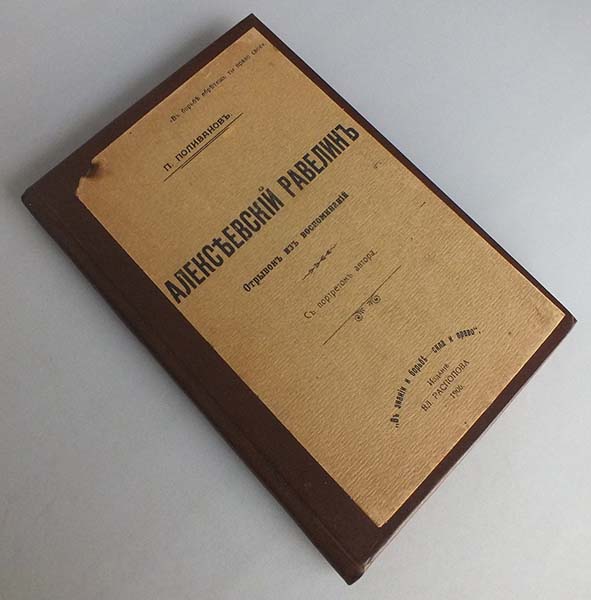 „Въ борьбѣ обрѣтешь ты право свое“.
П. ПОЛИВАНОВЪ.
АЛЕКСѢЕВСКІЙ РАВЕЛИНЪ
Отрывокъ изъ воспоминаній
Съ портретомъ автора.
„Въ знаніи и борьбѣ сила и право“.
Изданіе
ВЛ. РАСПОПОВА
1906.